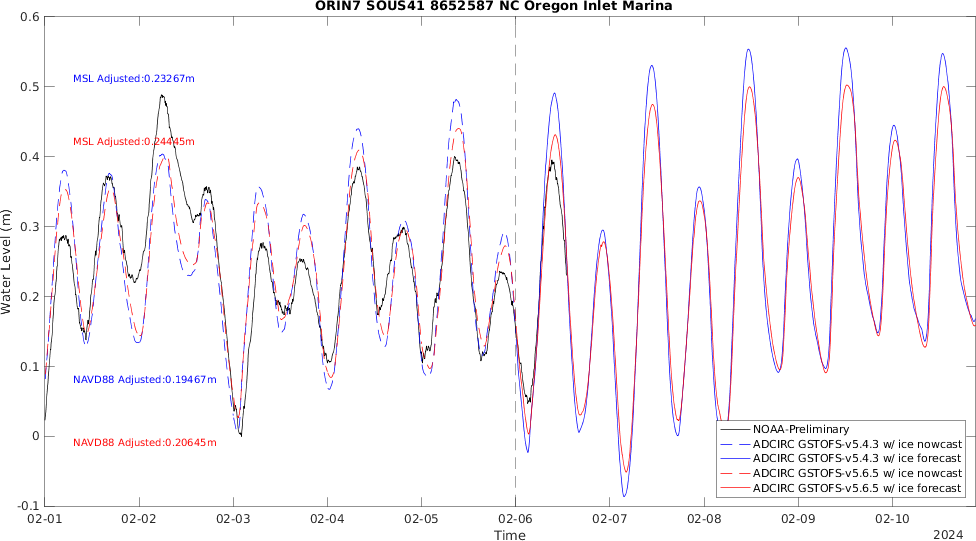 ORIN7 SOUS41 8652587 NC Oregon Inlet Marina
0.6
0.5
0.4
0.3
0.2
0.1
0
-0.1
Water Level (m)
MSL Adjusted:0.23267m
MSL Adjusted:0.24445m
NAVD88 Adjusted:0.19467m
NAVD88 Adjusted:0.20645m
NOAA-Preliminary
ADCIRC GSTOFS-v5.4.3 w/ ice nowcast
ADCIRC GSTOFS-v5.4.3 w/ ice forecast
ADCIRC GSTOFS-v5.6.5 w/ ice nowcast
ADCIRC GSTOFS-v5.6.5 w/ ice forecast
02-01 02-02 02-03 02-04 02-05 02-06 02-07 02-08 02-09 02-10
Time
2024